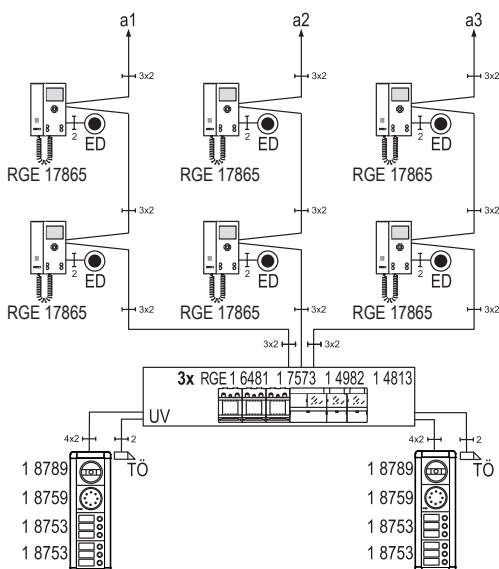 a1 a2 a3
3x2 3x2 3x2
2 2 2
ED ED ED
RGE 17865 RGE 17865 RGE 17865
3x2 3x2 3x2
2 2 2
ED ED ED
RGE 17865 RGE 17865 RGE 17865
3x2 3x2 3x2
3x2 3x2
3x RGE 1 6481 1 7573 1 4982 1 4813
UV
4x2 2 4x2 2
1 8789 TÖ 1 8789 TÖ
1 8759 1 8759
1 8753 1 8753
1 8753 1 8753